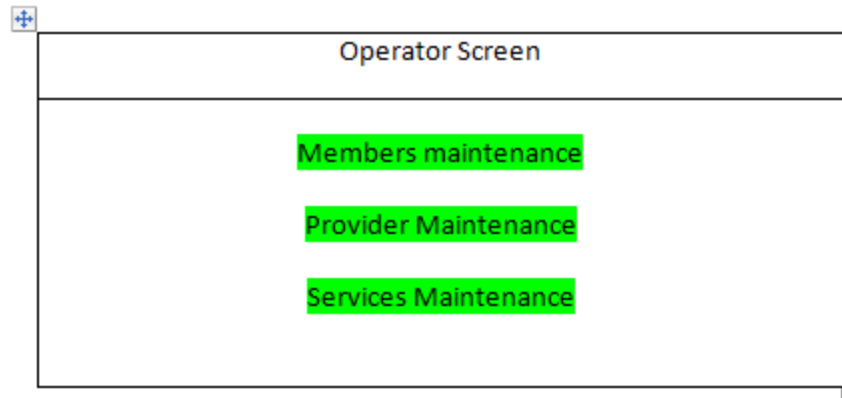 Operator Screen
Members maintenance
Provider Maintenance
Services Maintenance